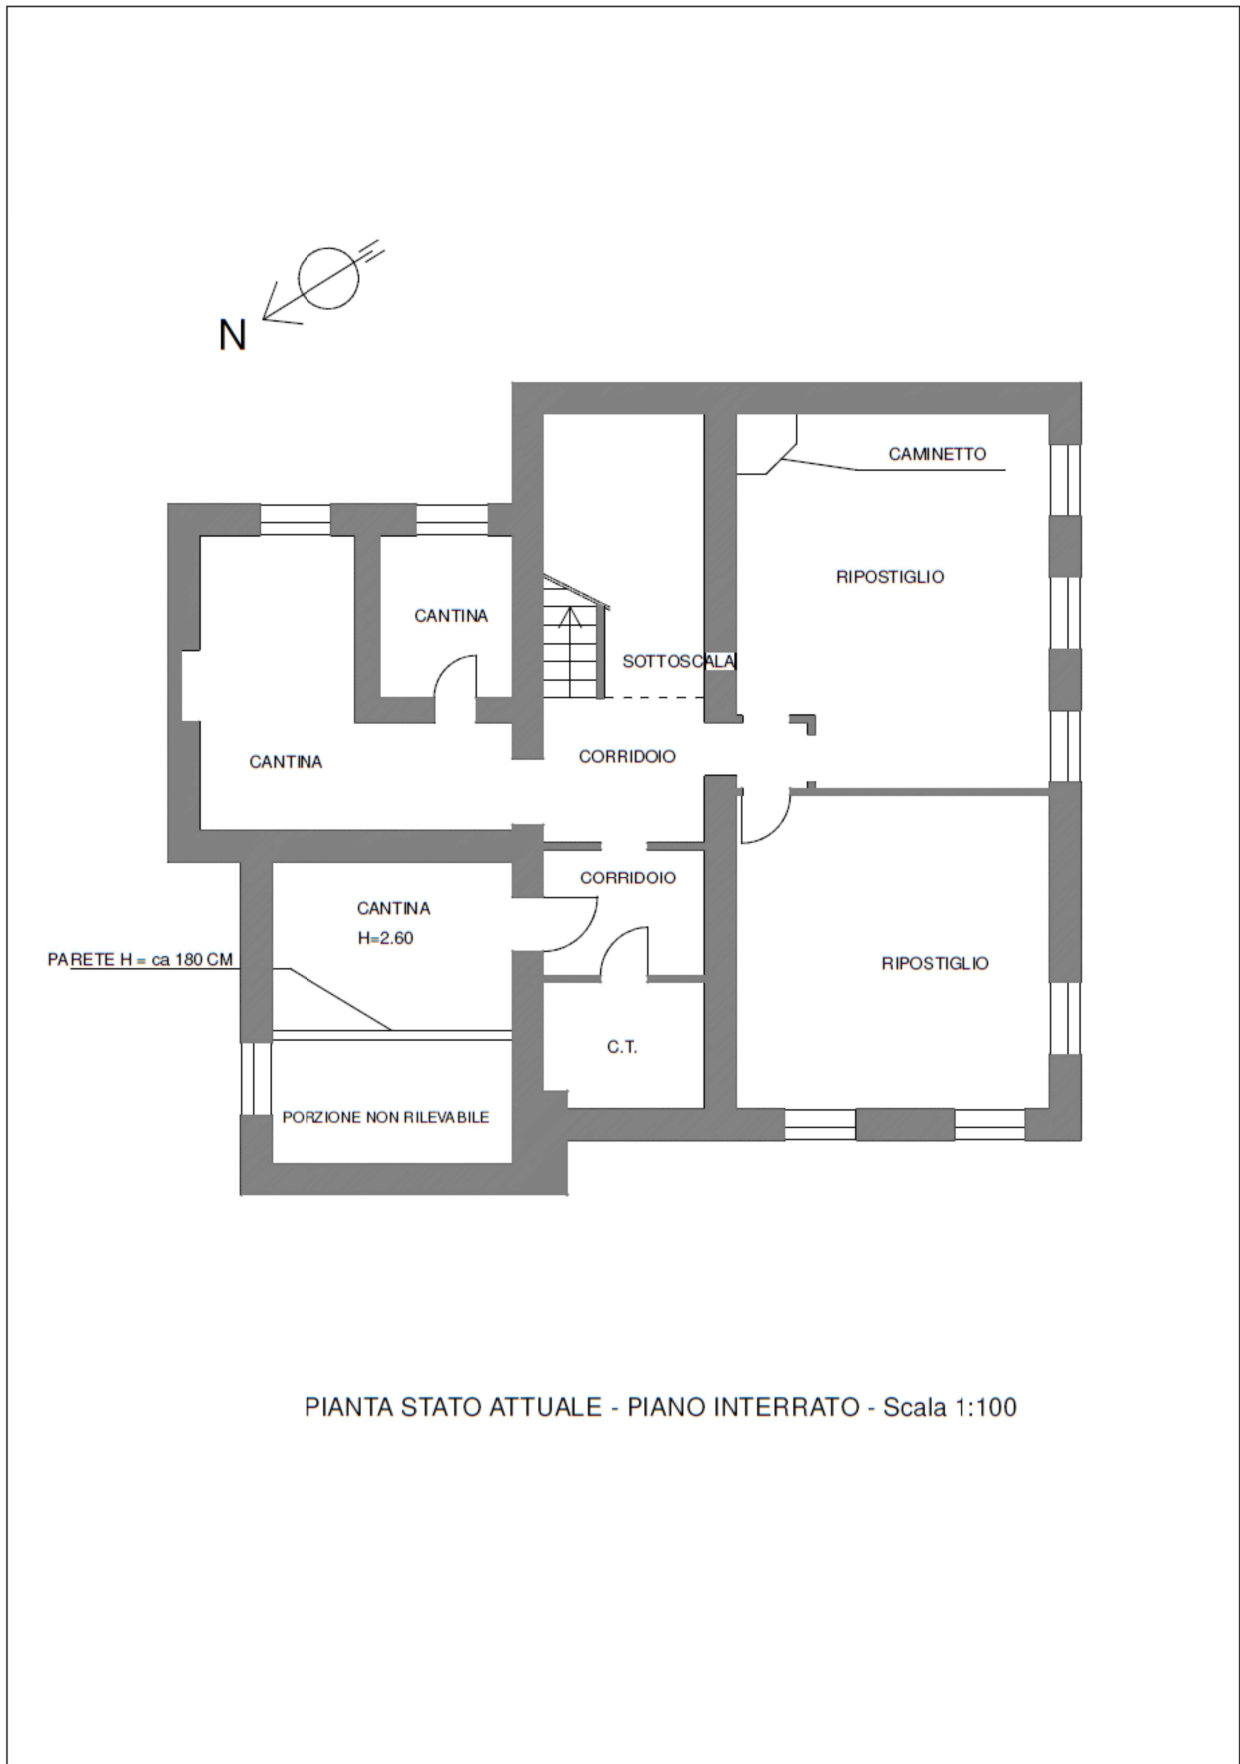 N
CAMINETTO
RIPOSTIGLIO
CANTINA
SOTTOSCALA
CANTINA
CORRIDOIO
CORRIDOIO
CANTINA
H=2.60
PARETE H = ca 180 CM
RIPOSTIGLIO
C.T.
PORZIONE NON RILEVABILE
PIANTA STATO ATTUALE - PIANO INTERRATO - Scala 1:100